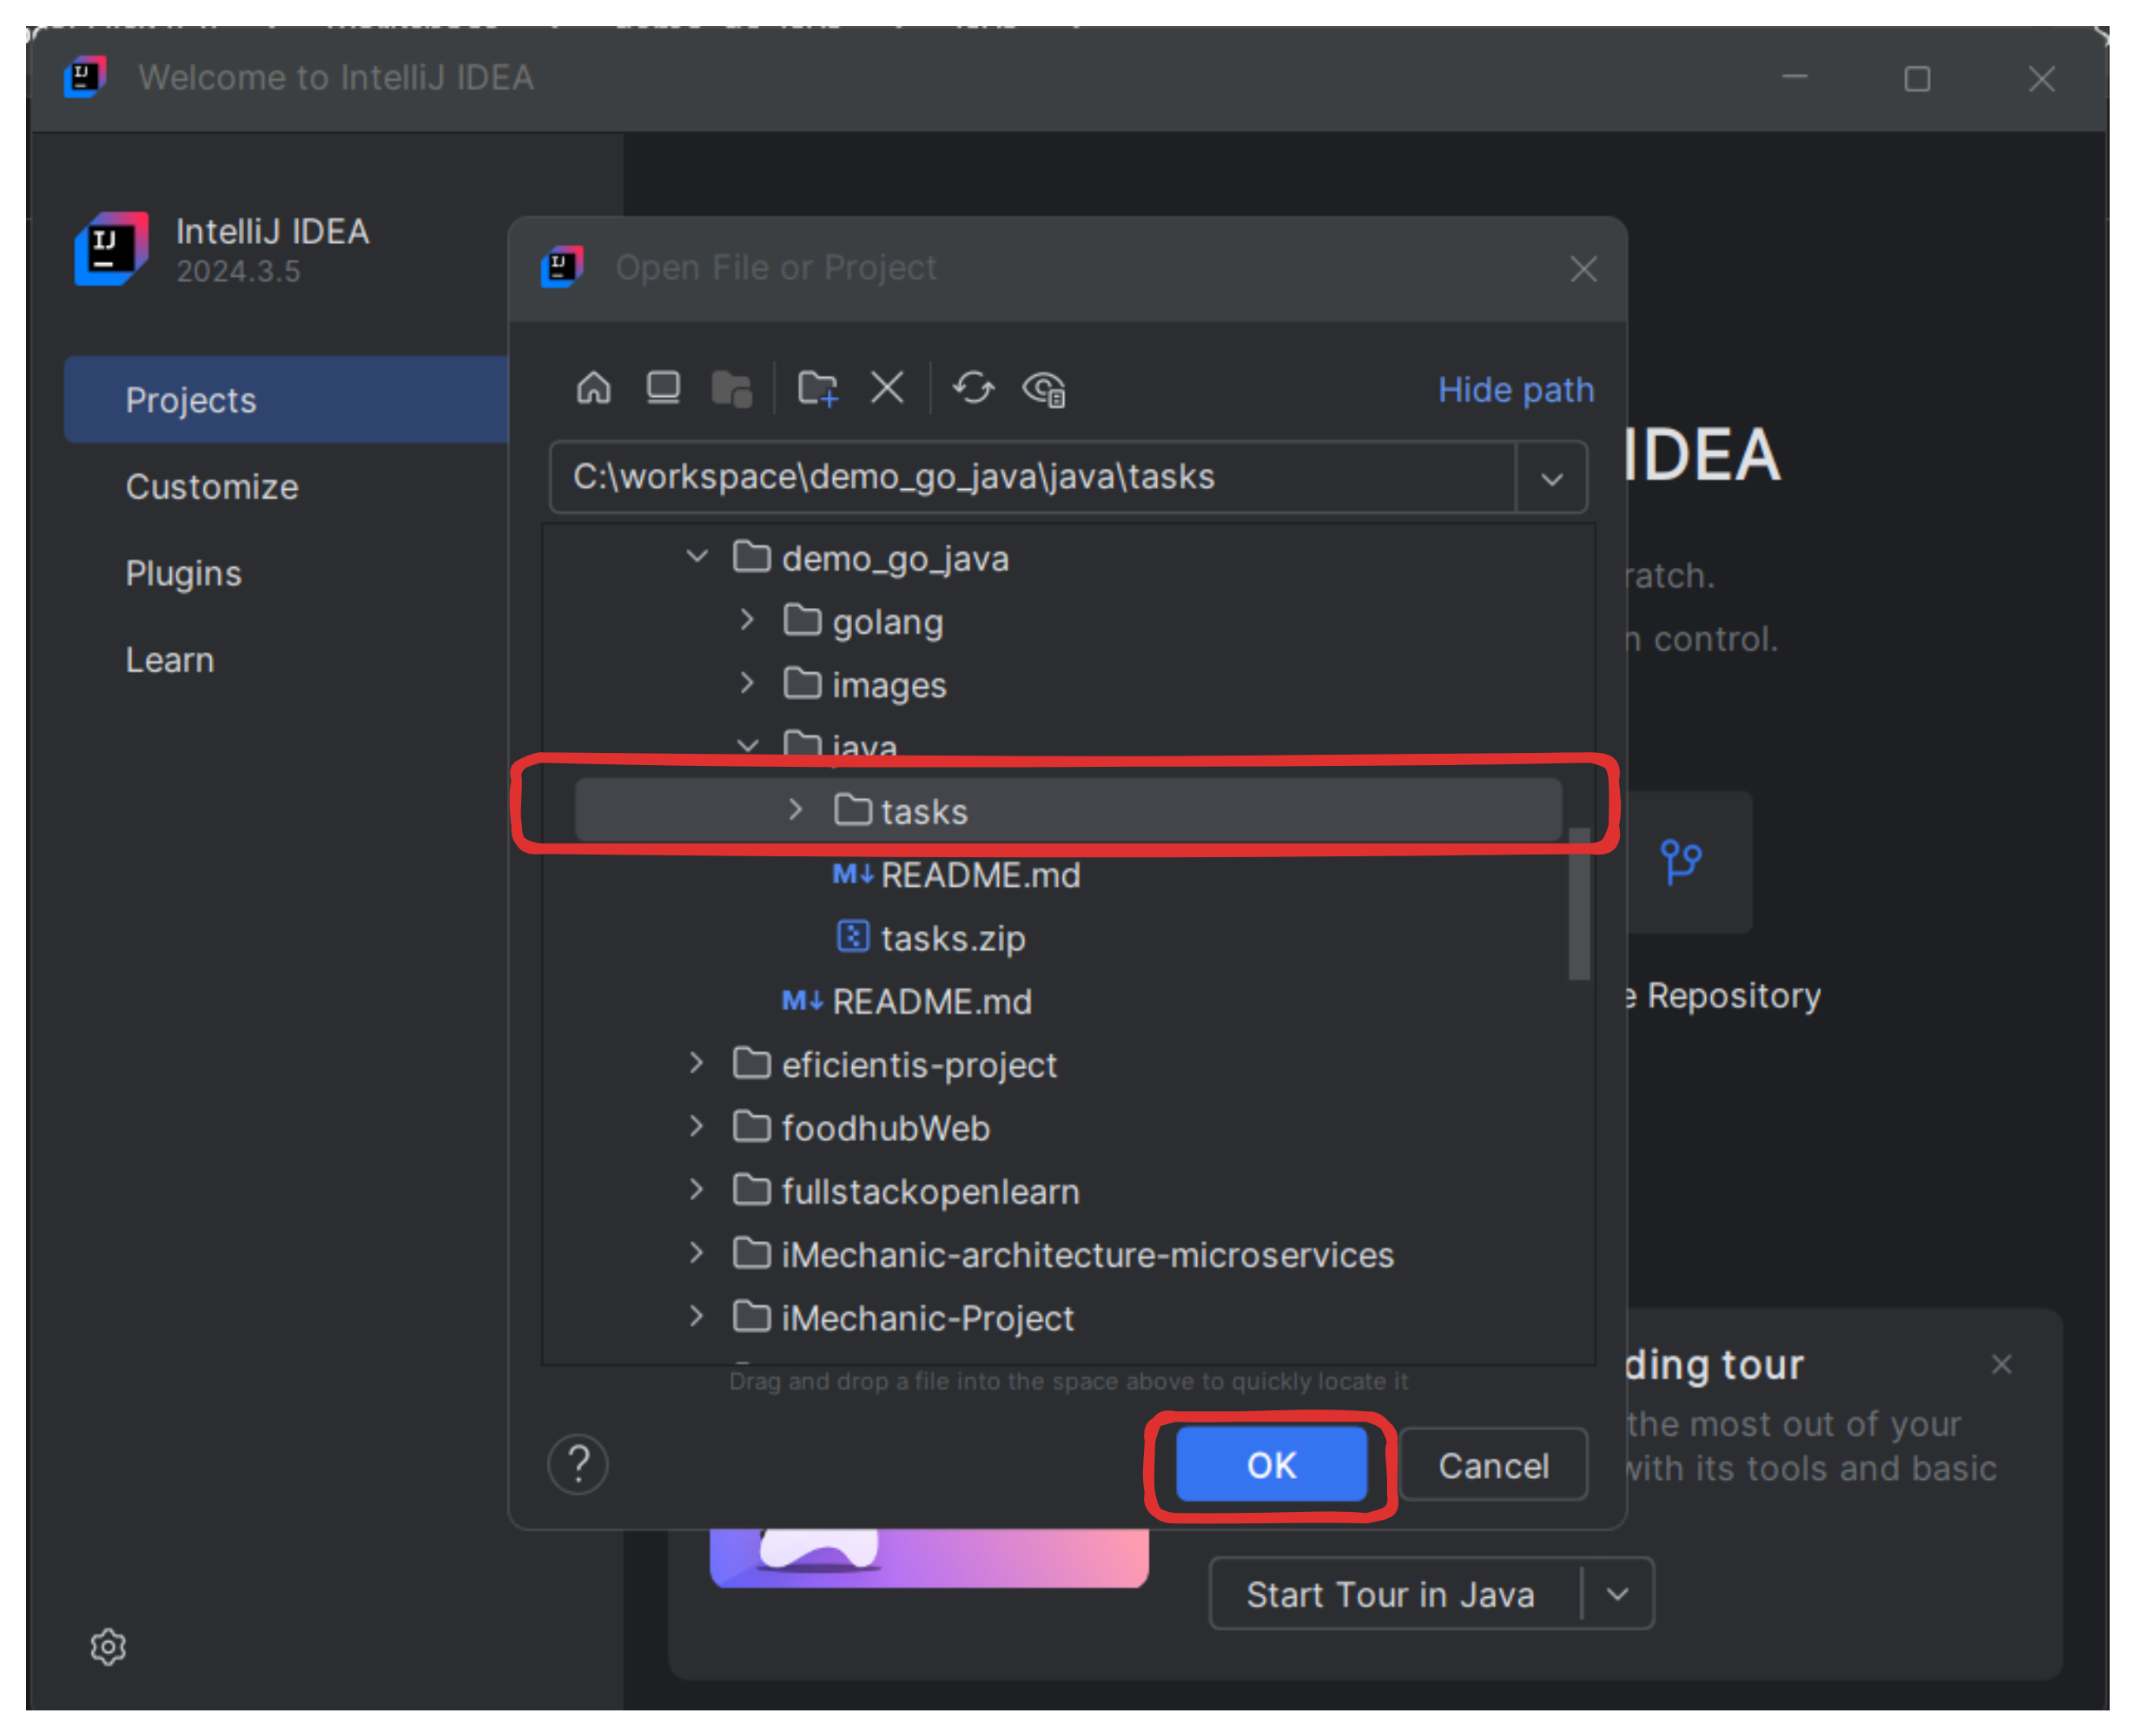 Welcome to IntelliJ IDEA
IntelliJ IDEA
2024.3.5
Projects
Customize
Plugins
Learn
Open File or Project
Hide path
C:\workspace\demo_go_java\java\tasks
demo_go_java
golang
images
java
tasks
README.md
tasks.zip
README.md
eficientis-project
foodhubWeb
fullstackopenlearn
iMechanic-architecture-microservices
iMechanic-Project
Drag and drop a file into the space above to quickly locate it
?
OK
Cancel
IDEA
ratch.
n control.
e Repository
ding tour
the most out of your
with its tools and basic
Start Tour in Java